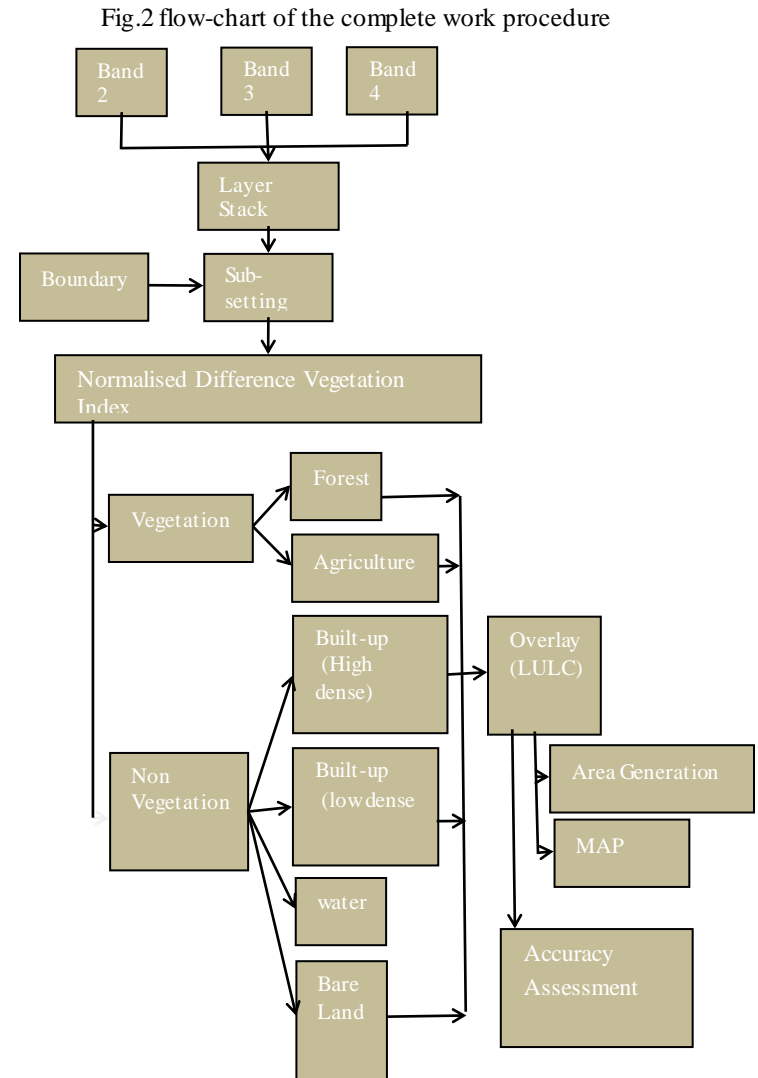 Fig.2 flow-chart of the complete work procedure
Band
2
Band
3
Band
4
Layer
Stack
Boundary
Sub-
setting
Normalised Difference Vegetation
Index
Forest
Vegetation
Agriculture
Built-up
(High
dense)
Overlay
(LULC)
Non
Vegetation
Built-up
(lowdense
Area Generation
MAP
water
Accuracy
Assessment
Bare
Land